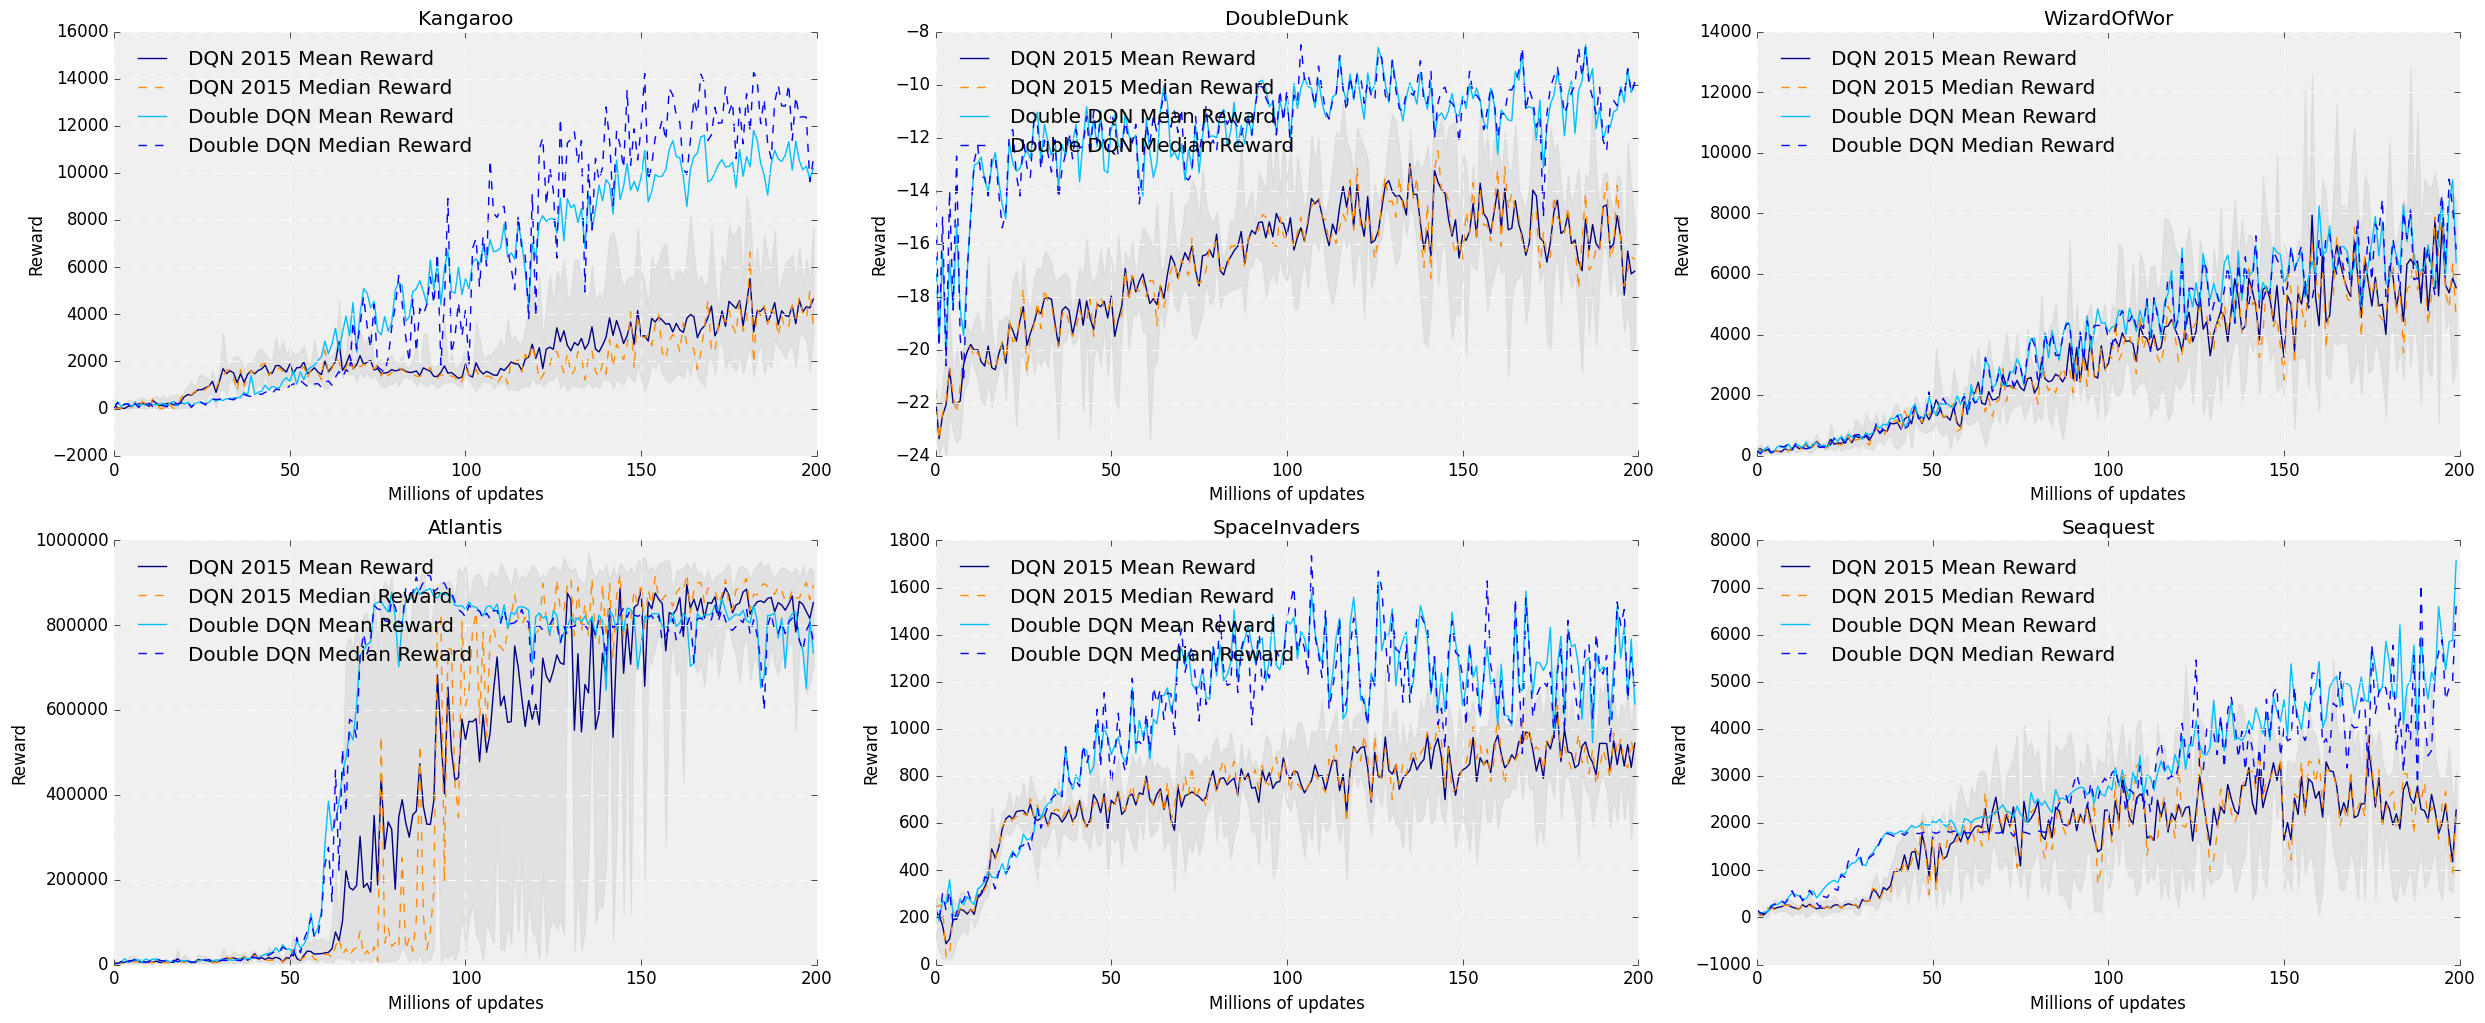 Kangaroo
16000
14000
12000
10000
8000
6000
4000
2000
0
−2000
Reward
DQN 2015 Mean Reward
DQN 2015 Median Reward
Double DQN Mean Reward
Double DQN Median Reward
0 50 100 150 200
Millions of updates
DoubleDunk
−8
−10
−12
−14
−16
−18
−20
−22
−24
Reward
DQN 2015 Mean Reward
DQN 2015 Median Reward
Double DQN Mean Reward
Double DQN Median Reward
0 50 100 150 200
Millions of updates
WizardOfWor
14000
12000
10000
8000
6000
4000
2000
0
Reward
DQN 2015 Mean Reward
DQN 2015 Median Reward
Double DQN Mean Reward
Double DQN Median Reward
0 50 100 150 200
Millions of updates
Atlantis
1000000
800000
600000
400000
200000
0
Reward
DQN 2015 Mean Reward
DQN 2015 Median Reward
Double DQN Mean Reward
Double DQN Median Reward
0 50 100 150 200
Millions of updates
SpaceInvaders
1800
1600
1400
1200
1000
800
600
400
200
0
Reward
DQN 2015 Mean Reward
DQN 2015 Median Reward
Double DQN Mean Reward
Double DQN Median Reward
0 50 100 150 200
Millions of updates
Seaquest
8000
7000
6000
5000
4000
3000
2000
1000
0
−1000
Reward
DQN 2015 Mean Reward
DQN 2015 Median Reward
Double DQN Mean Reward
Double DQN Median Reward
0 50 100 150 200
Millions of updates